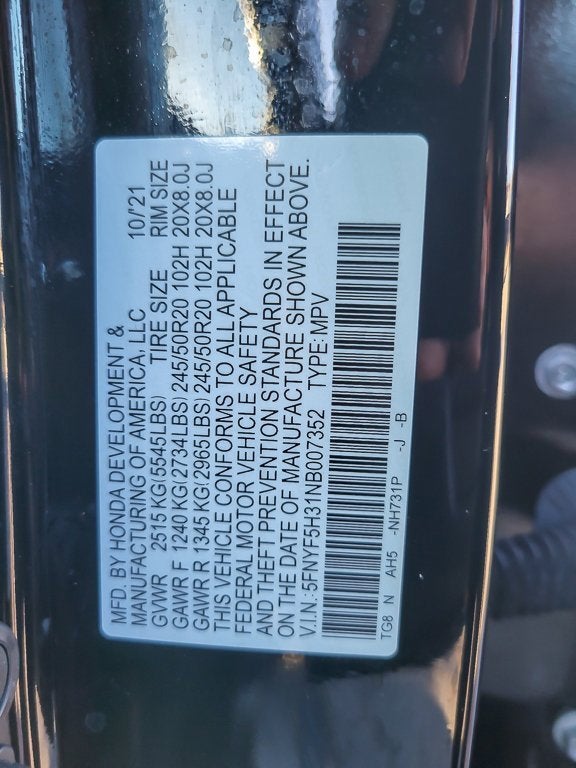 MFD. BY HONDA DEVELOPMENT &
MANUFACTURING OF AMERICA, LLC 10/'21
GVWR 2515 KG(5545LBS) TIRE SIZE RIM SIZE
GAWR F 1240 KG(2734LBS) 245/50R20 102H 20X8.0J
GAWR R 1345 KG(2965LBS) 245/50R20 102H 20X8.0J
THIS VEHICLE CONFORMS TO ALL APPLICABLE
FEDERAL MOTOR VEHICLE SAFETY
AND THEFT PREVENTION STANDARDS IN EFFECT
ON THE DATE OF MANUFACTURE SHOWN ABOVE.
V.I.N.: 5FNYF5H31NB007352 TYPE: MPV
TG8 N AH5 -NH731P -J -B